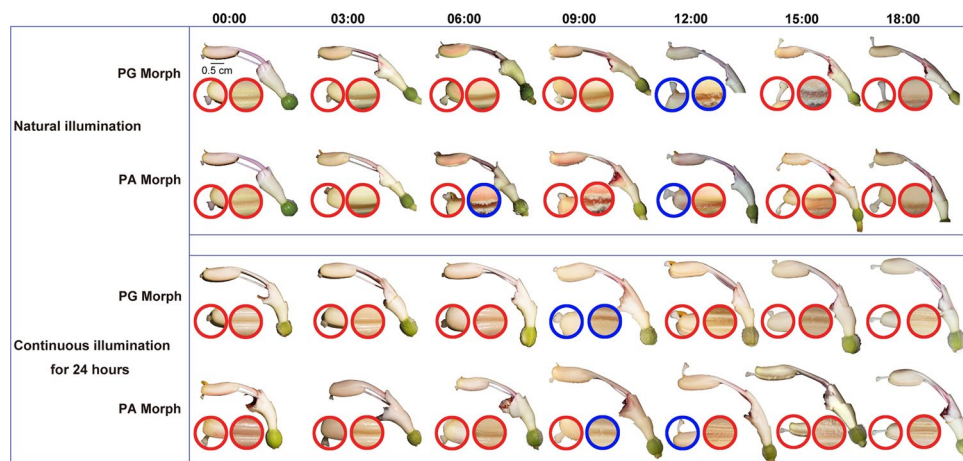 00:00 03:00 06:00 09:00 12:00 15:00 18:00
PG Morph
0.5 cm
Natural illumination
PA Morph
PG Morph
Continuous illumination
for 24 hours
PA Morph